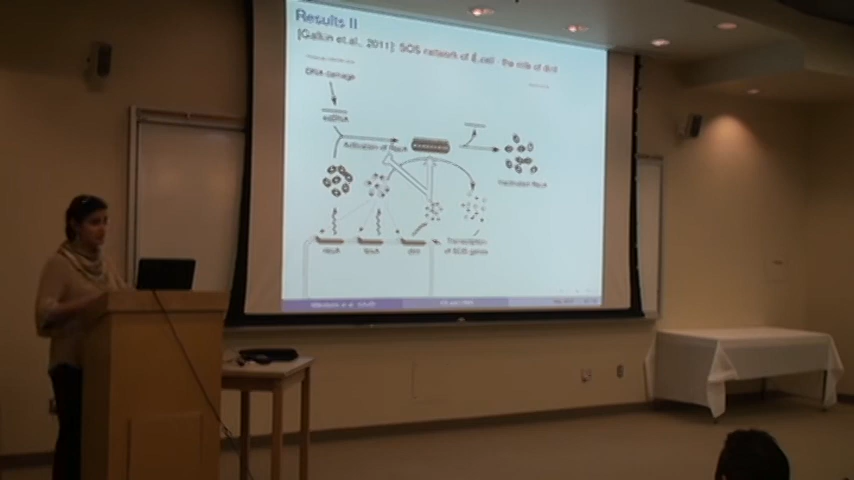 Results II
[Galkin et.al., 2011]: SOS network of E.coli - the role of dinI
DNA damage
ssDNA
Activation of RecA
Inactivation RecA
recA
lexA
dinI
Transcription
of SOS genes